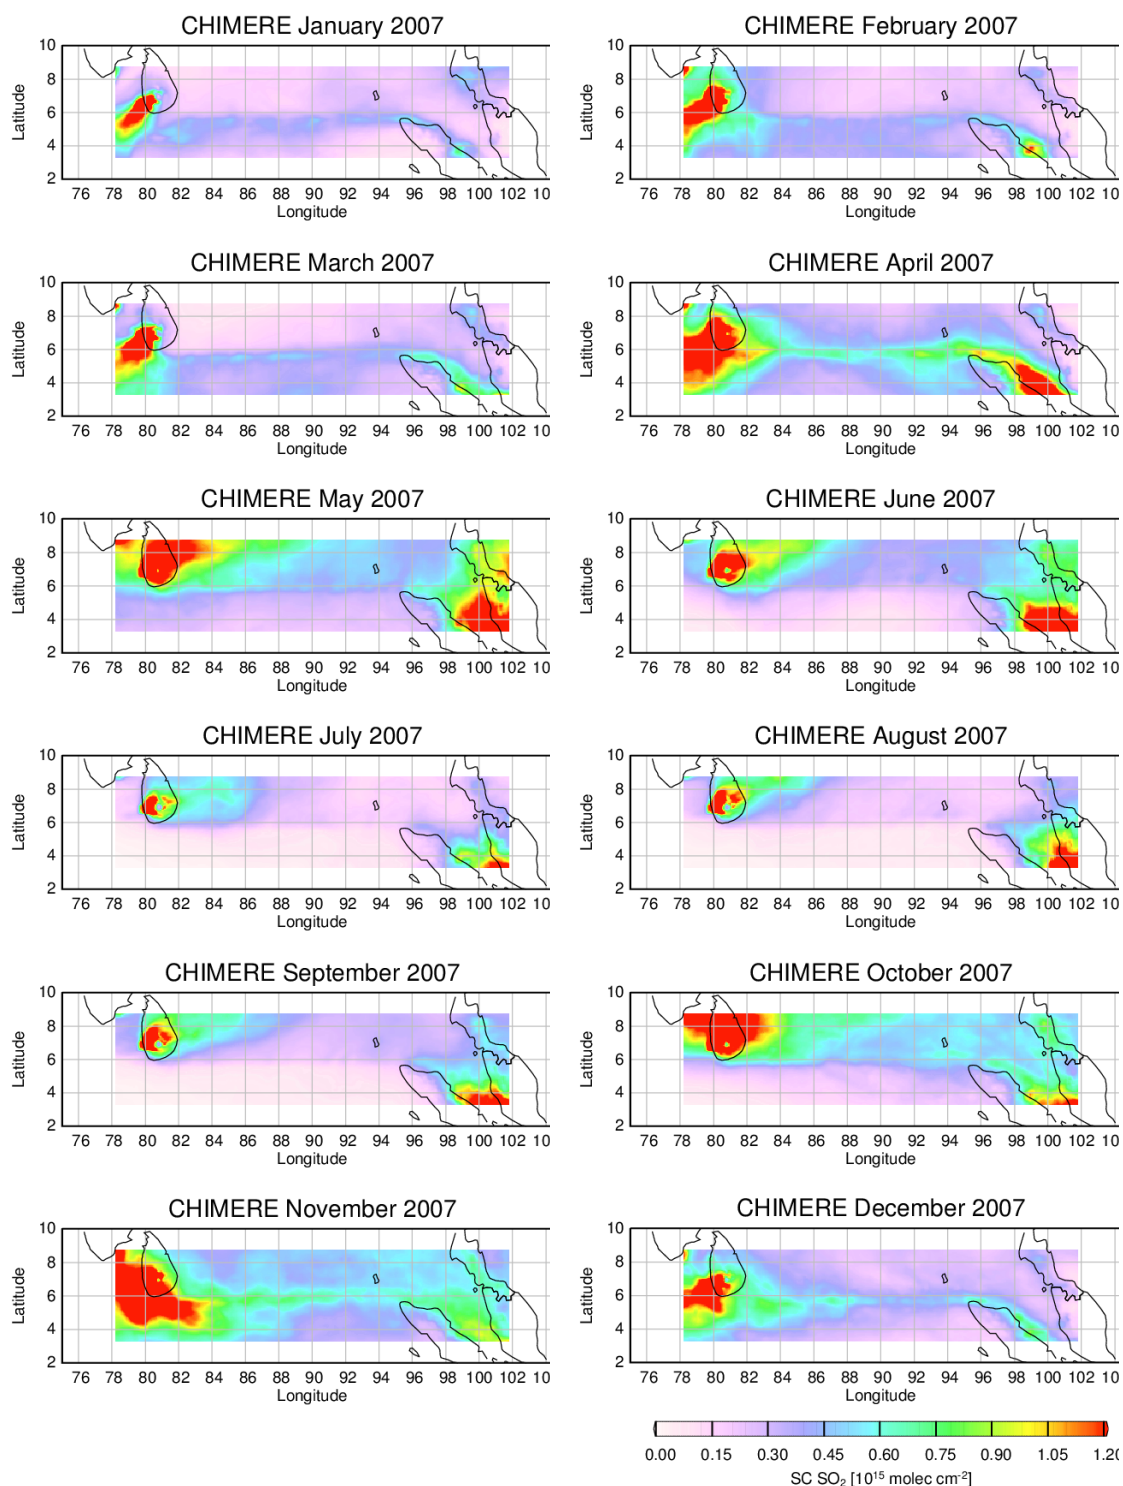 CHIMERE January 2007
CHIMERE February 2007
10
8
6
4
2
Latitude
76 78 80 82 84 86 88 90 92 94 96 98 100 102 10
Longitude
10
8
6
4
2
Latitude
76 78 80 82 84 86 88 90 92 94 96 98 100 102 10
Longitude
CHIMERE March 2007
CHIMERE April 2007
10
8
6
4
2
Latitude
76 78 80 82 84 86 88 90 92 94 96 98 100 102 10
Longitude
10
8
6
4
2
Latitude
76 78 80 82 84 86 88 90 92 94 96 98 100 102 10
Longitude
CHIMERE May 2007
CHIMERE June 2007
10
8
6
4
2
Latitude
76 78 80 82 84 86 88 90 92 94 96 98 100 102 10
Longitude
10
8
6
4
2
Latitude
76 78 80 82 84 86 88 90 92 94 96 98 100 102 10
Longitude
CHIMERE July 2007
CHIMERE August 2007
10
8
6
4
2
Latitude
76 78 80 82 84 86 88 90 92 94 96 98 100 102 10
Longitude
10
8
6
4
2
Latitude
76 78 80 82 84 86 88 90 92 94 96 98 100 102 10
Longitude
CHIMERE September 2007
CHIMERE October 2007
10
8
6
4
2
Latitude
76 78 80 82 84 86 88 90 92 94 96 98 100 102 10
Longitude
10
8
6
4
2
Latitude
76 78 80 82 84 86 88 90 92 94 96 98 100 102 10
Longitude
CHIMERE November 2007
CHIMERE December 2007
10
8
6
4
2
Latitude
76 78 80 82 84 86 88 90 92 94 96 98 100 102 10
Longitude
10
8
6
4
2
Latitude
76 78 80 82 84 86 88 90 92 94 96 98 100 102 10
Longitude
0.00 0.15 0.30 0.45 0.60 0.75 0.90 1.05 1.20
SC SO₂ [10¹⁵ molec cm⁻²]